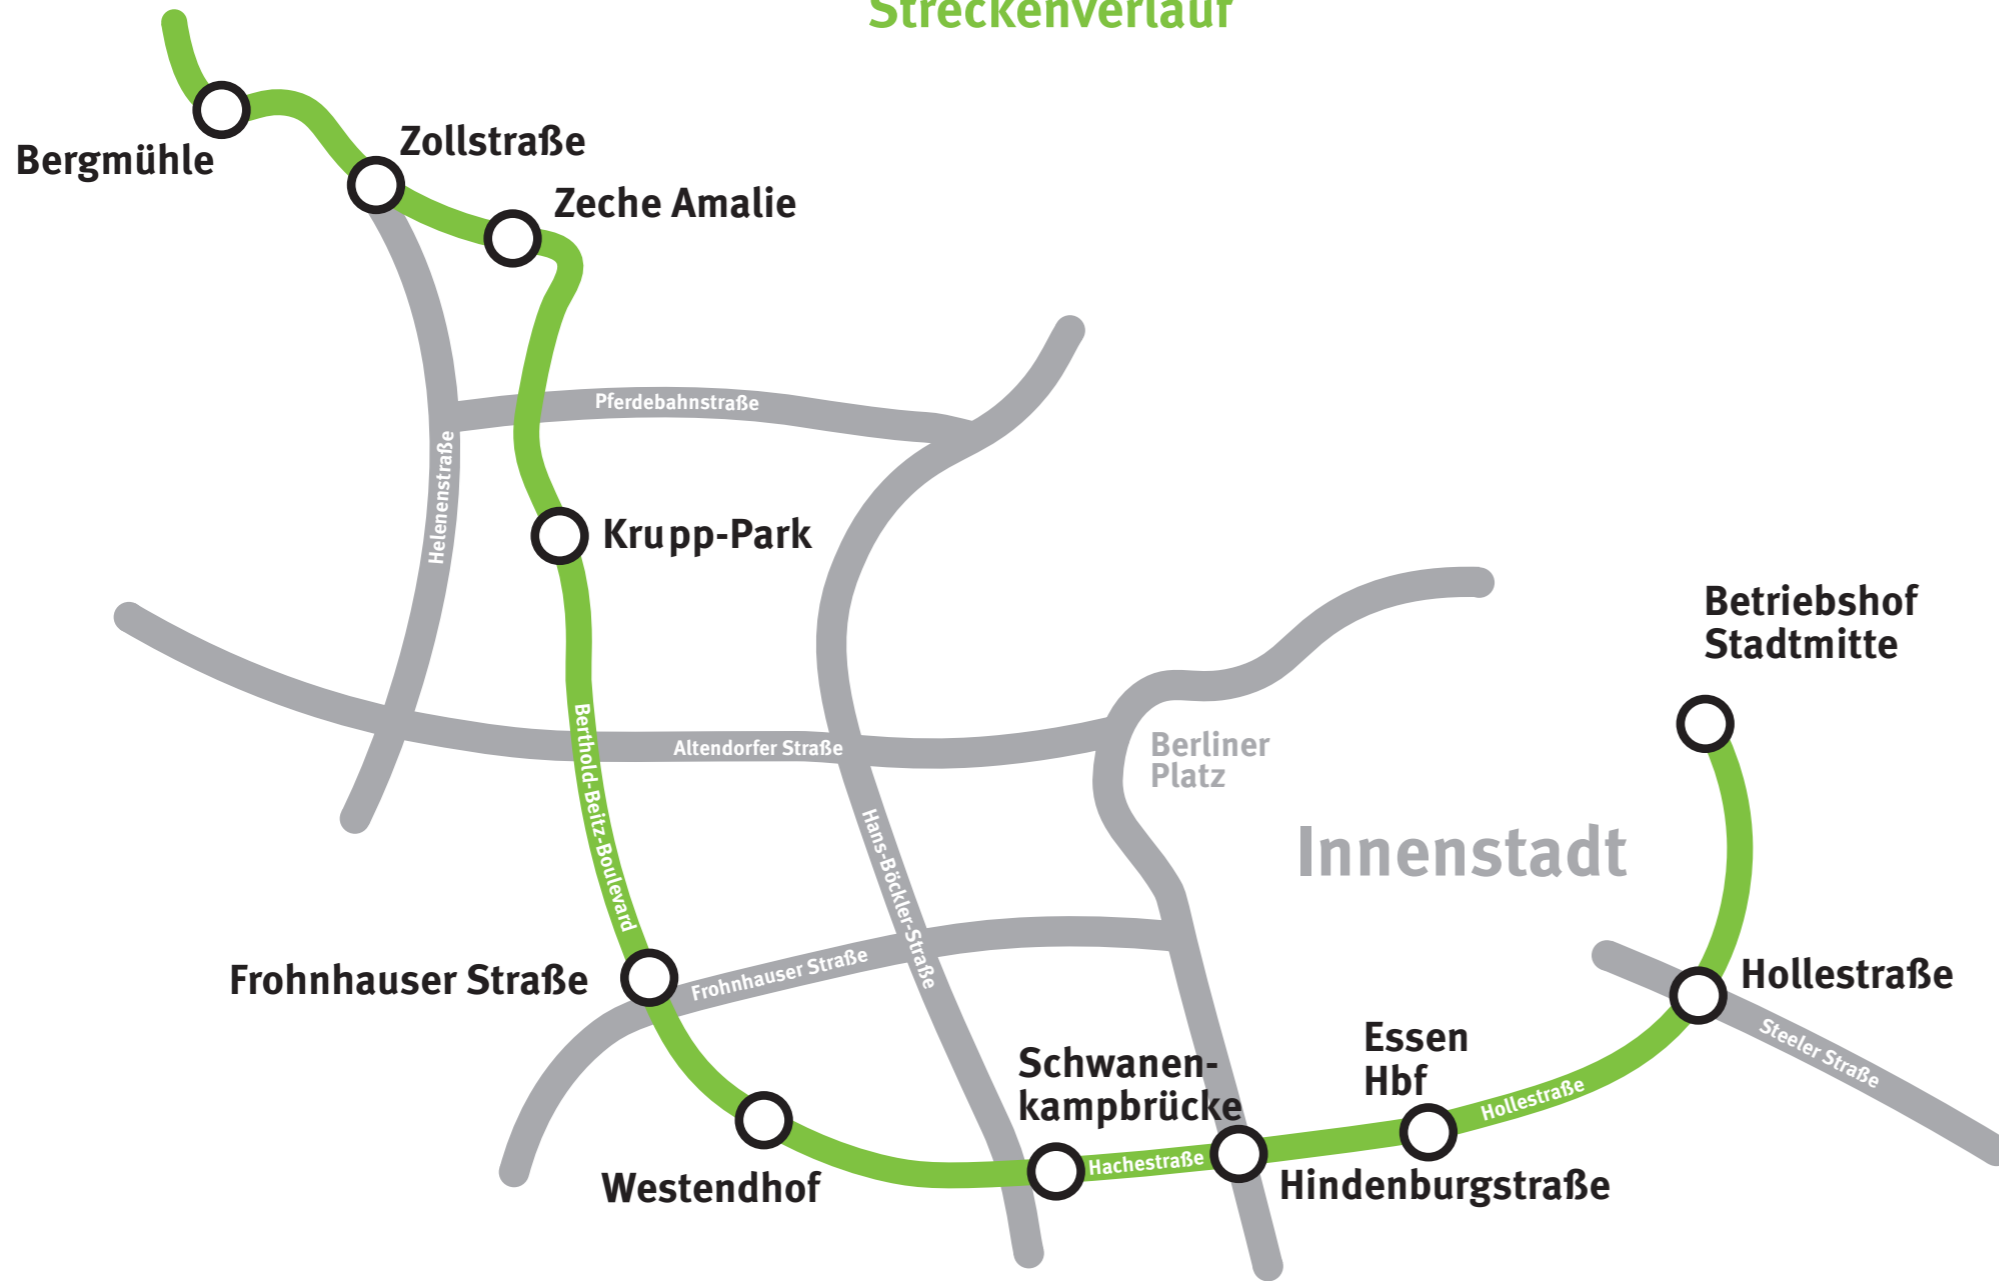 Streckenverlauf
Bergmühle
Zollstraße
Zeche Amalie
Pferdebahnstraße
Helenenstraße
Krupp-Park
Betriebshof
Stadtmitte
Berthold-Beitz-Boulevard
Altendorfer Straße
Berliner
Platz
Hans-Böckler-Straße
Innenstadt
Frohnhauser Straße
Frohnhauser Straße
Hollestraße
Steeler Straße
Essen
Hbf
Schwanen-
kampbrücke
Hollestraße
Hachestraße
Westendhof
Hindenburgstraße